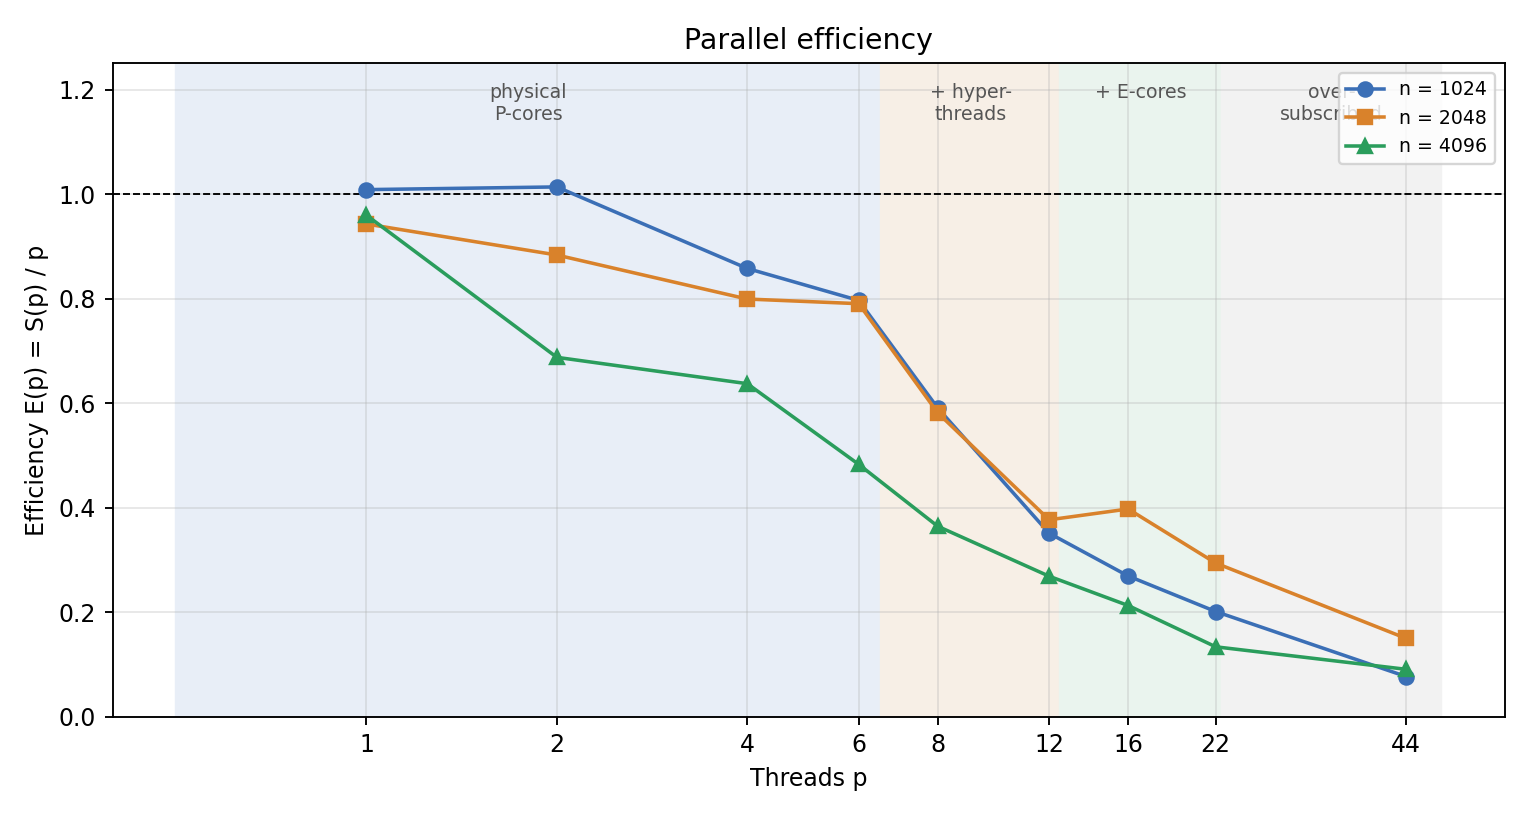 Parallel efficiency
physical
P-cores
+ hyper-
threads
+ E-cores
n = 1024
n = 2048
n = 4096
1.2
1.0
0.8
0.6
0.4
0.2
0.0
Efficiency E(p) = S(p) / p
1 2 4 6 8 12 16 22 44
Threads p